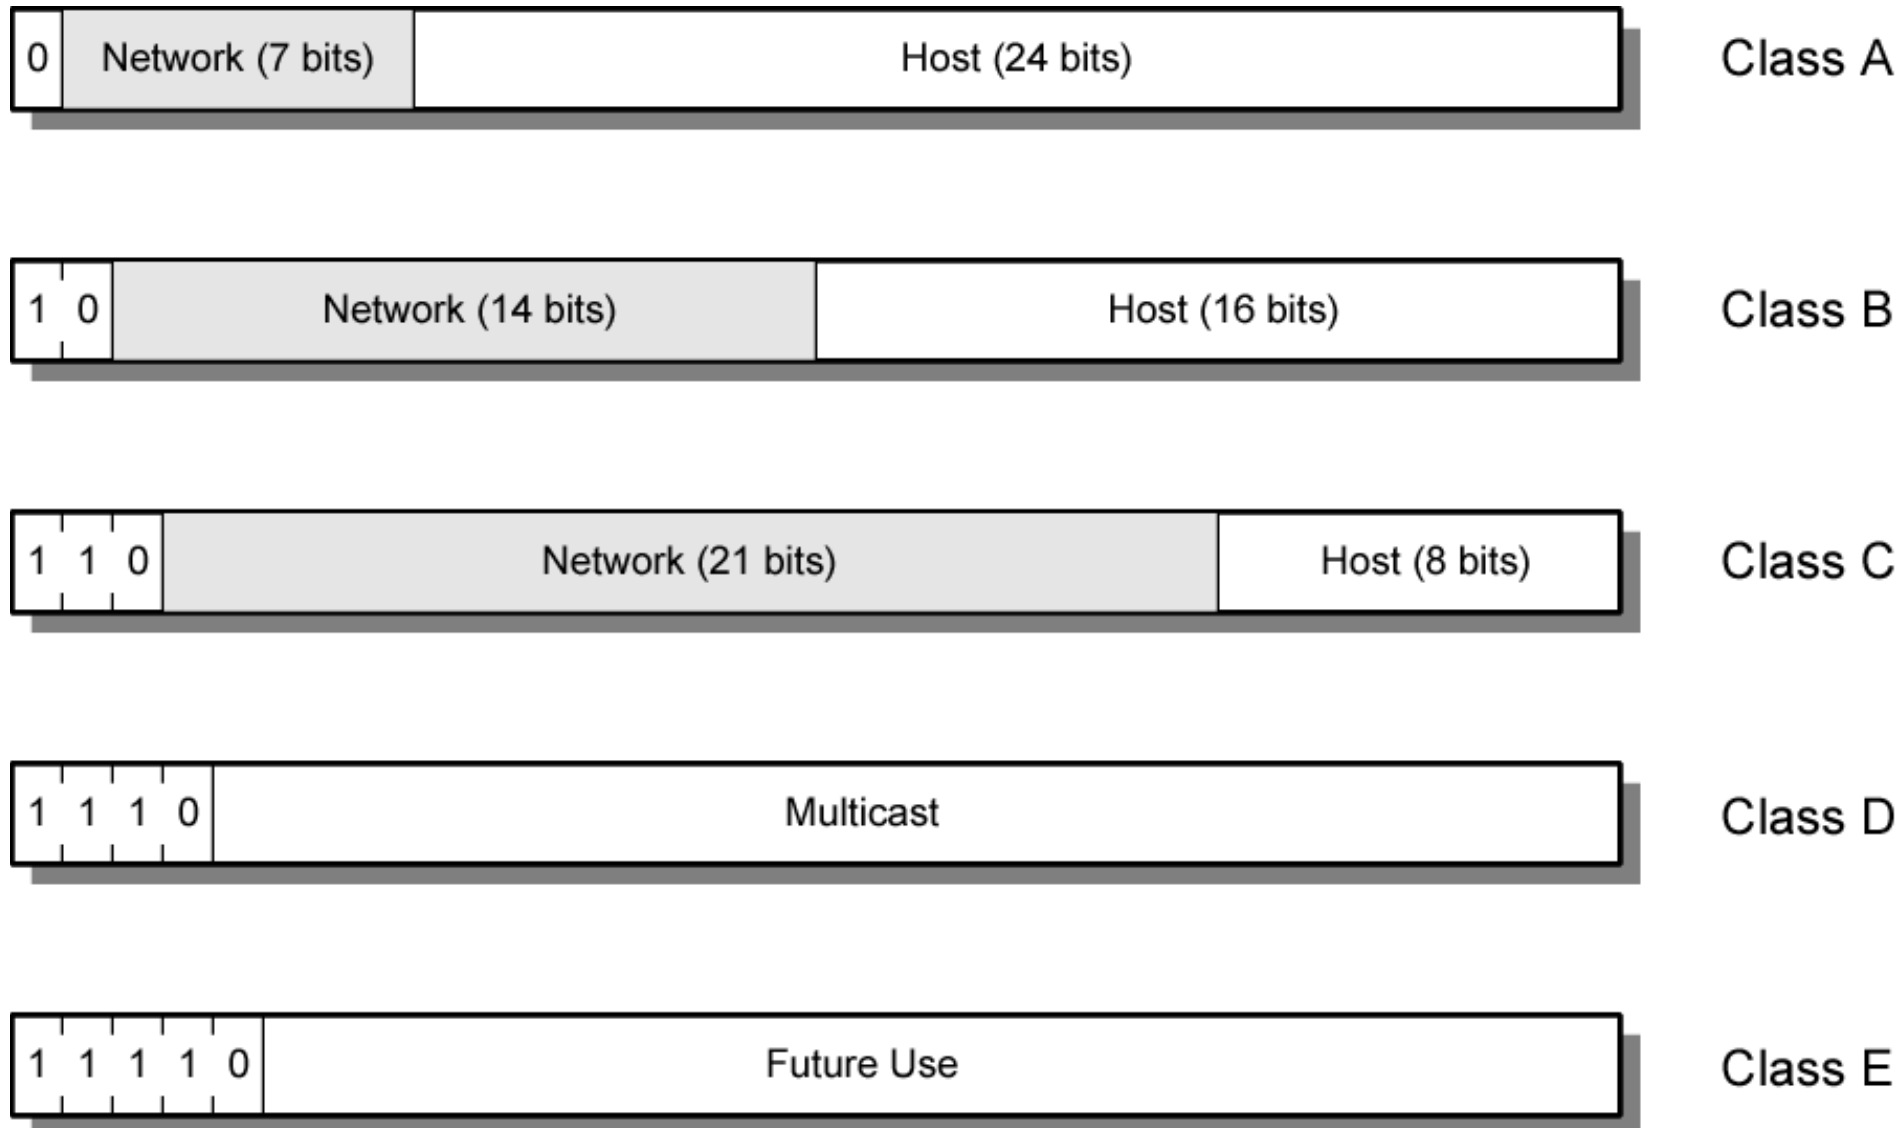 0 Network (7 bits) Host (24 bits) Class A
1 0 Network (14 bits) Host (16 bits) Class B
1 1 0 Network (21 bits) Host (8 bits) Class C
1 1 1 0 Multicast Class D
1 1 1 1 0 Future Use Class E